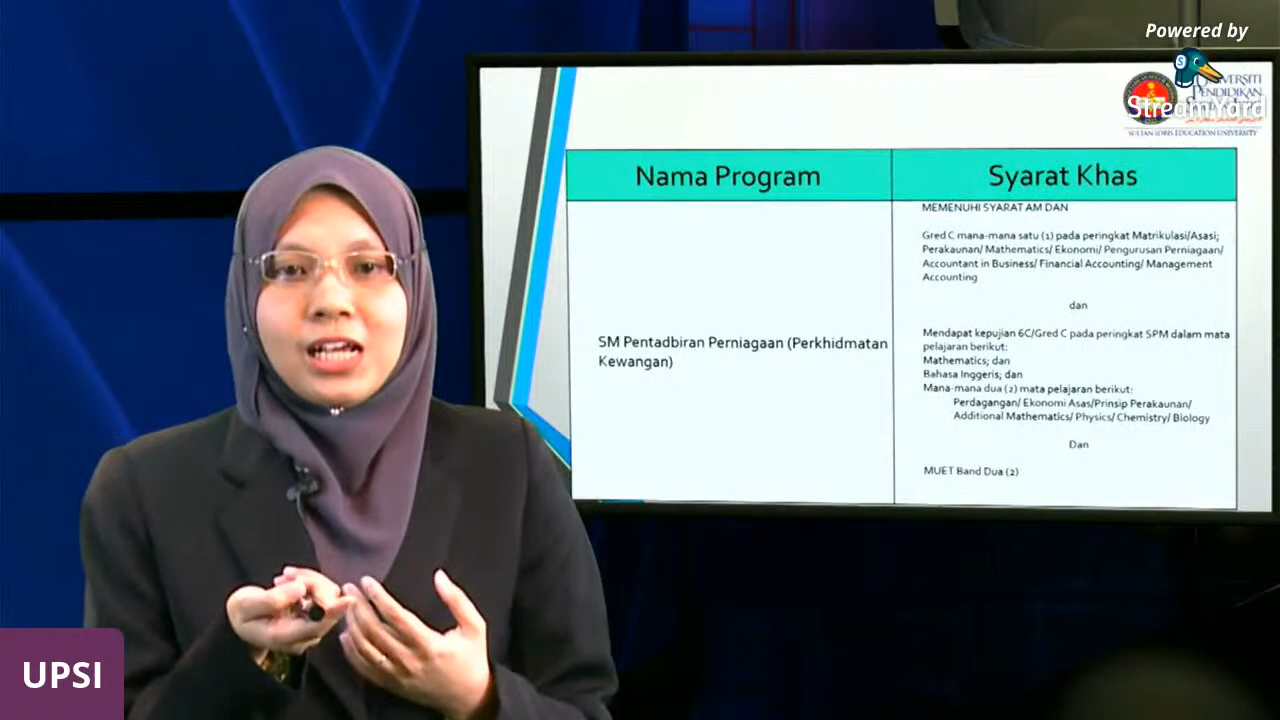 Powered by
StreamYard
UNIVERSITI
PENDIDIKAN
SULTAN IDRIS EDUCATION UNIVERSITY
Nama Program
Syarat Khas
SM Pentadbiran Perniagaan (Perkhidmatan
Kewangan)
MEMENUHI SYARAT AM DAN
Gred C mana-mana satu (1) pada peringkat Matrikulasi/Asasi;
Perakaunan/ Mathematics/ Ekonomi/ Pengurusan Perniagaan/
Accountant in Business/ Financial Accounting/ Management
Accounting
dan
Mendapat kepujian 6C/Gred C pada peringkat SPM dalam mata
pelajaran berikut:
Mathematics; dan
Bahasa Inggeris; dan
Mana-mana dua (2) mata pelajaran berikut:
Perdagangan/ Ekonomi Asas/Prinsip Perakaunan/
Additional Mathematics/ Physics/ Chemistry/ Biology
Dan
MUET Band Dua (2)
UPSI